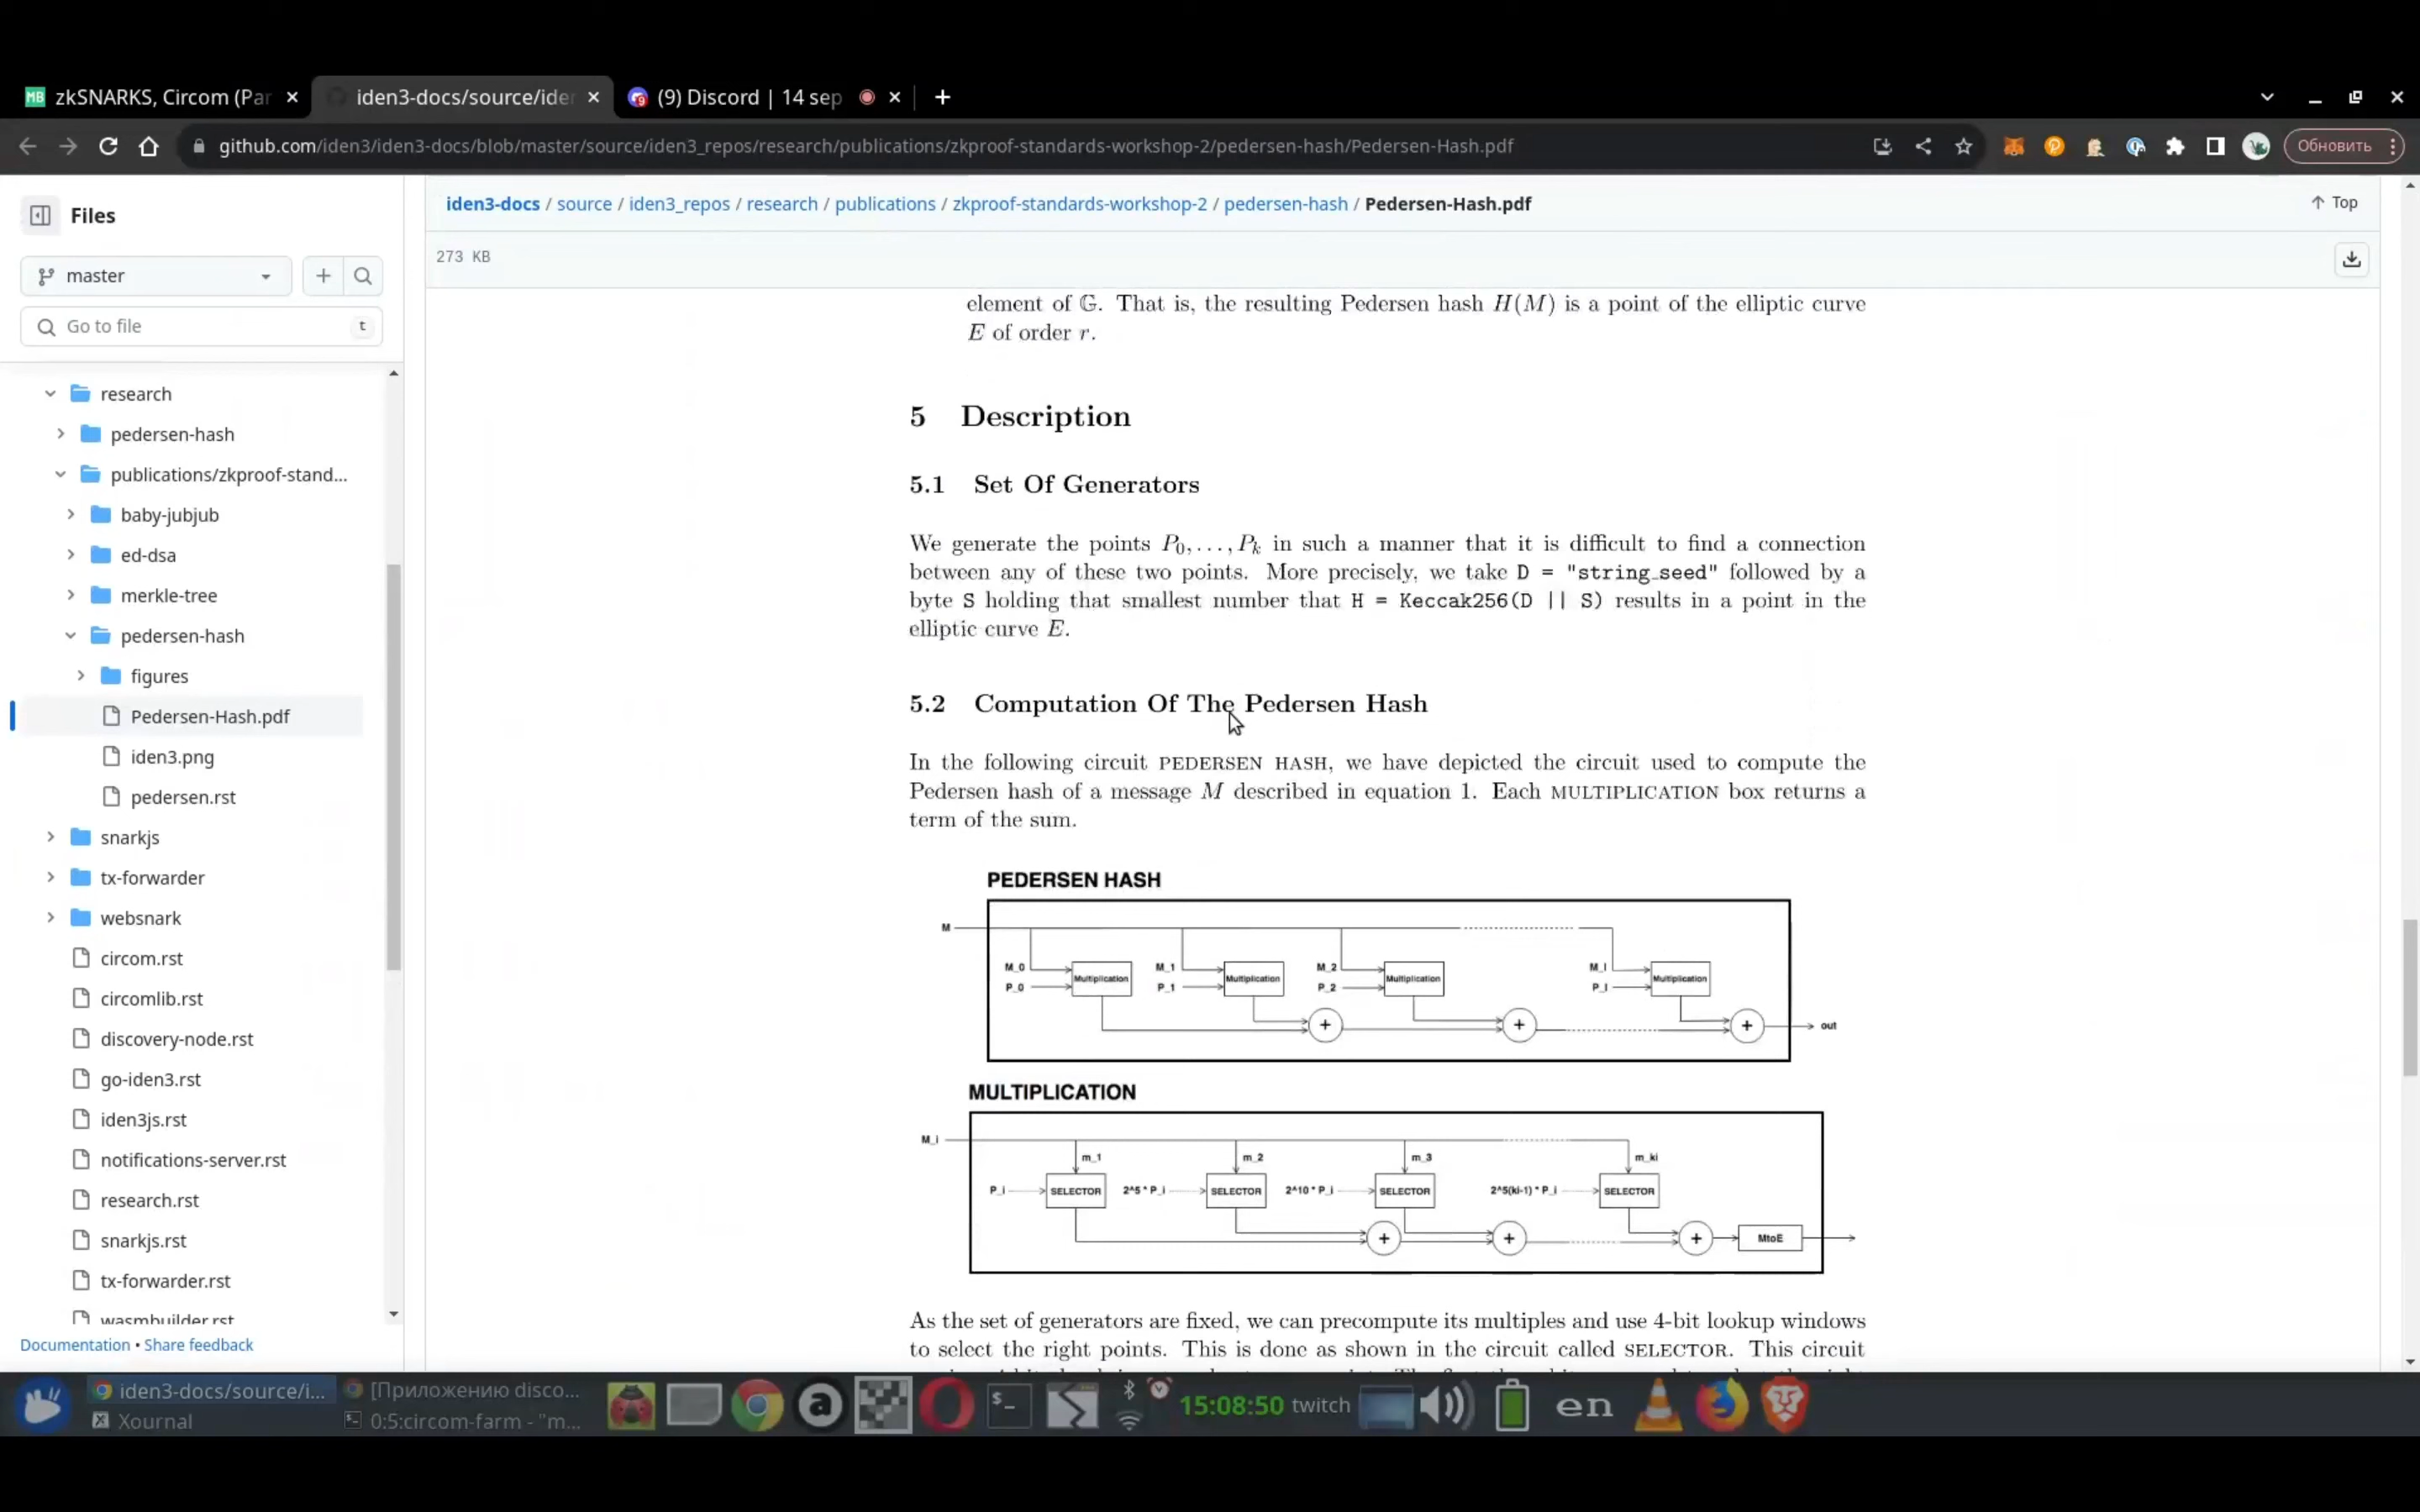 zkSNARKS, Circom (Par
iden3-docs/source/iden
(9) Discord | 14 sep
github.com/iden3/iden3-docs/blob/master/source/iden3_repos/research/publications/zkproof-standards-workshop-2/pedersen-hash/Pedersen-Hash.pdf
Обновить
Files
master
Go to file
t
research
pedersen-hash
publications/zkproof-stand...
baby-jubjub
ed-dsa
merkle-tree
pedersen-hash
figures
Pedersen-Hash.pdf
iden3.png
pedersen.rst
snarkjs
tx-forwarder
websnark
circom.rst
circomlib.rst
discovery-node.rst
go-iden3.rst
iden3js.rst
notifications-server.rst
research.rst
snarkjs.rst
tx-forwarder.rst
wasmbuilder.rst
Documentation • Share feedback
iden3-docs / source / iden3_repos / research / publications / zkproof-standards-workshop-2 / pedersen-hash / Pedersen-Hash.pdf
Top
273 KB
element of 𝔾. That is, the resulting Pedersen hash H(M) is a point of the elliptic curve
E of order r.
5 Description
5.1 Set Of Generators
We generate the points P₀, . . . , Pₖ in such a manner that it is difficult to find a connection
between any of these two points. More precisely, we take D = "string_seed" followed by a
byte S holding that smallest number that H = Keccak256(D || S) results in a point in the
elliptic curve E.
5.2 Computation Of The Pedersen Hash
In the following circuit PEDERSEN HASH, we have depicted the circuit used to compute the
Pedersen hash of a message M described in equation 1. Each MULTIPLICATION box returns a
term of the sum.
PEDERSEN HASH
M
M_0 M_1 M_2 M_l
Multiplication Multiplication Multiplication Multiplication
P_0 P_1 P_2 P_l
+ + + out
MULTIPLICATION
M_i
m_1 m_2 m_3 m_ki
P_i SELECTOR 2^5 * P_i SELECTOR 2^10 * P_i SELECTOR 2^5(ki-1) * P_i SELECTOR
+ + + MtoE
As the set of generators are fixed, we can precompute its multiples and use 4-bit lookup windows
to select the right points. This is done as shown in the circuit called SELECTOR. This circuit
iden3-docs/source/i...
[Приложению disco...
Xournal
0:5:circom-farm - "m...
15:08:50 twitch
en